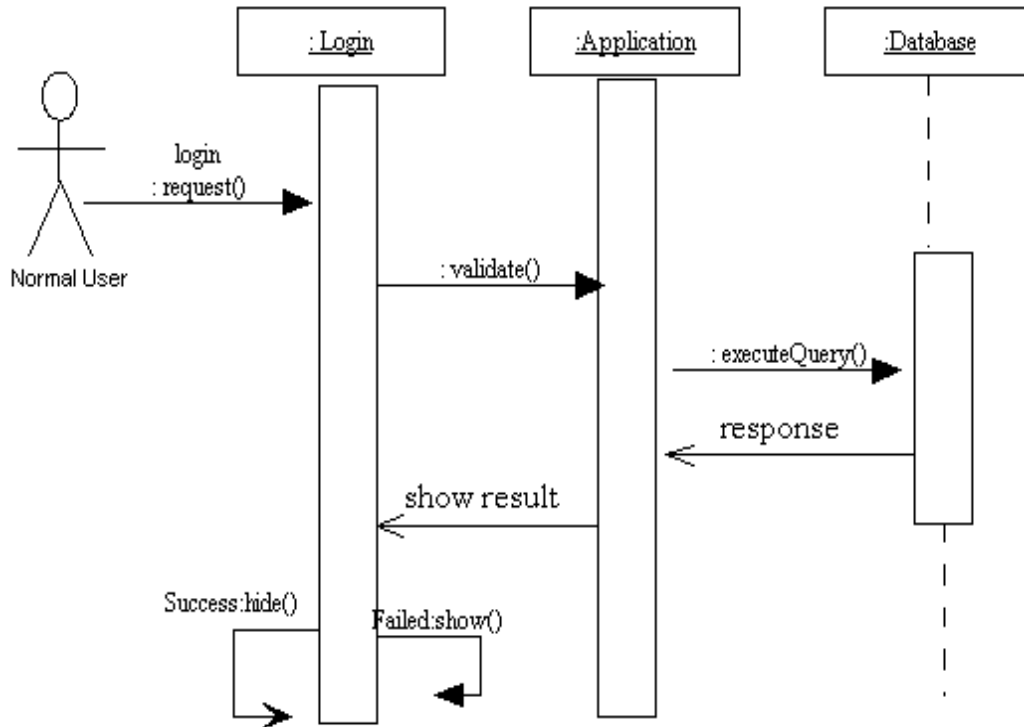 : Login
:Application
:Database
login
: request()
Normal User
: validate()
: executeQuery()
response
show result
Success:hide()
Failed:show()